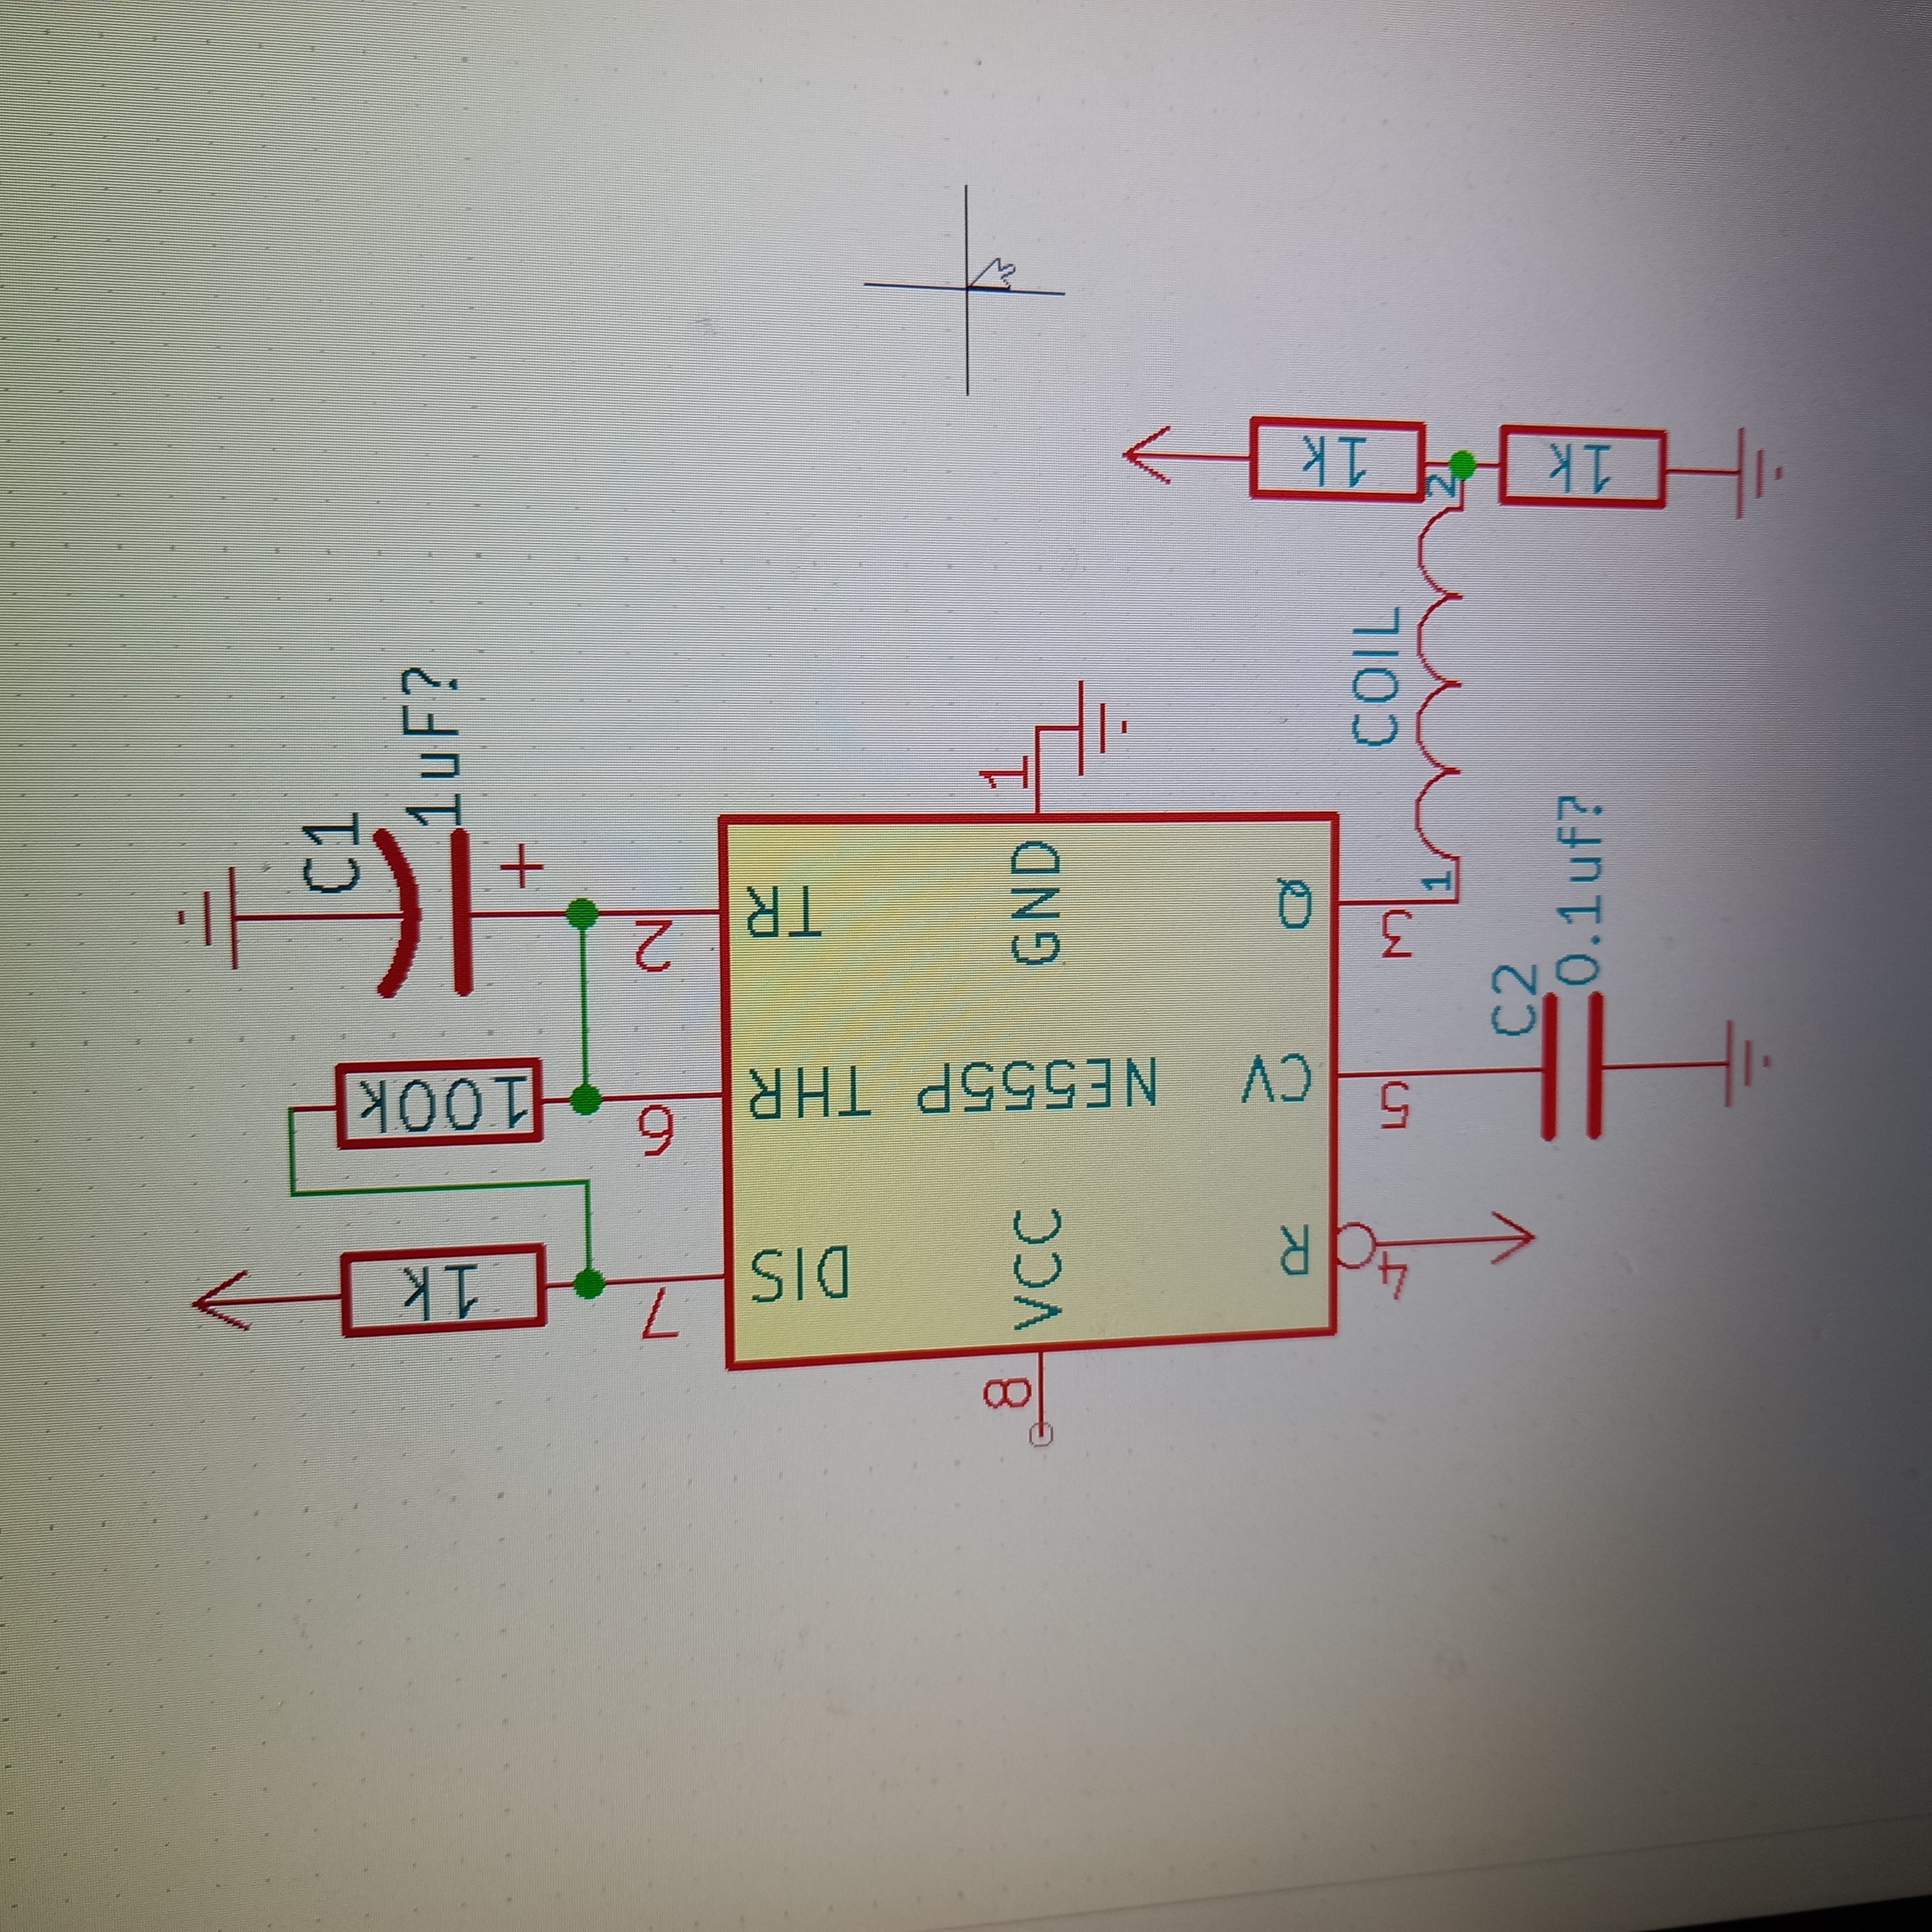 1k
100k
C1
1uF?
+
7
6
2
DIS
THR
TR
8
VCC
NE555P
GND
1
R
CV
Q
4
5
3
1
COIL
2
1k
C2
0.1uf?
1k